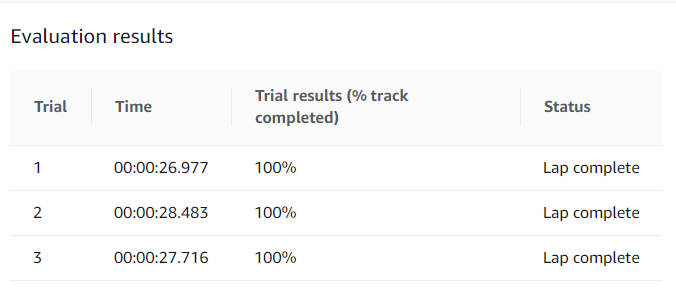 Evaluation results
Trial Time Trial results (% track completed) Status
1 00:00:26.977 100% Lap complete
2 00:00:28.483 100% Lap complete
3 00:00:27.716 100% Lap complete